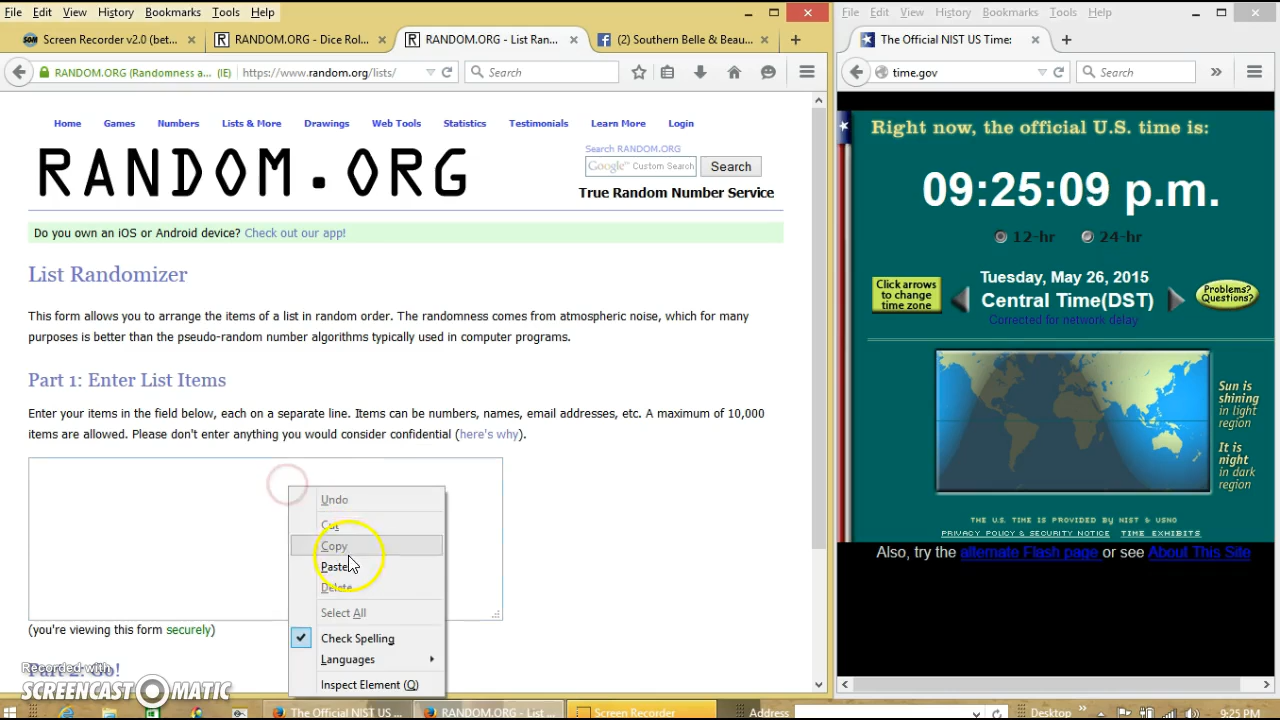 File Edit View History Bookmarks Tools Help
Screen Recorder v2.0 (bet...
RANDOM.ORG - Dice Rol...
RANDOM.ORG - List Ran...
(2) Southern Belle & Beau...
RANDOM.ORG (Randomness a... (IE) https://www.random.org/lists/ Search
Home Games Numbers Lists & More Drawings Web Tools Statistics Testimonials Learn More Login
RANDOM.ORG
Search RANDOM.ORG
Google™ Custom Search Search
True Random Number Service
Do you own an iOS or Android device? Check out our app!
List Randomizer
This form allows you to arrange the items of a list in random order. The randomness comes from atmospheric noise, which for many
purposes is better than the pseudo-random number algorithms typically used in computer programs.
Part 1: Enter List Items
Enter your items in the field below, each on a separate line. Items can be numbers, names, email addresses, etc. A maximum of 10,000
items are allowed. Please don't enter anything you would consider confidential (here's why).
Undo
Cut
Copy
Paste
Delete
Select All
Check Spelling
Languages
Inspect Element (Q)
(you're viewing this form securely)
Part 2: Go!
Recorded with
SCREENCAST-O-MATIC
File Edit View History Bookmarks Tools Help
The Official NIST US Time:
time.gov Search
Right now, the official U.S. time is:
09:25:09 p.m.
12-hr 24-hr
Click arrows
to change
time zone
Tuesday, May 26, 2015
Central Time(DST)
Corrected for network delay
Problems?
Questions?
Sun is
shining
in light
region
It is
night
in dark
region
THE U.S. TIME IS PROVIDED BY NIST & USNO
PRIVACY POLICY & SECURITY NOTICE TIME EXHIBITS
Also, try the alternate Flash page or see About This Site
The Official NIST US ... RANDOM.ORG - List ... Screen Recorder Address Desktop 9:25 PM